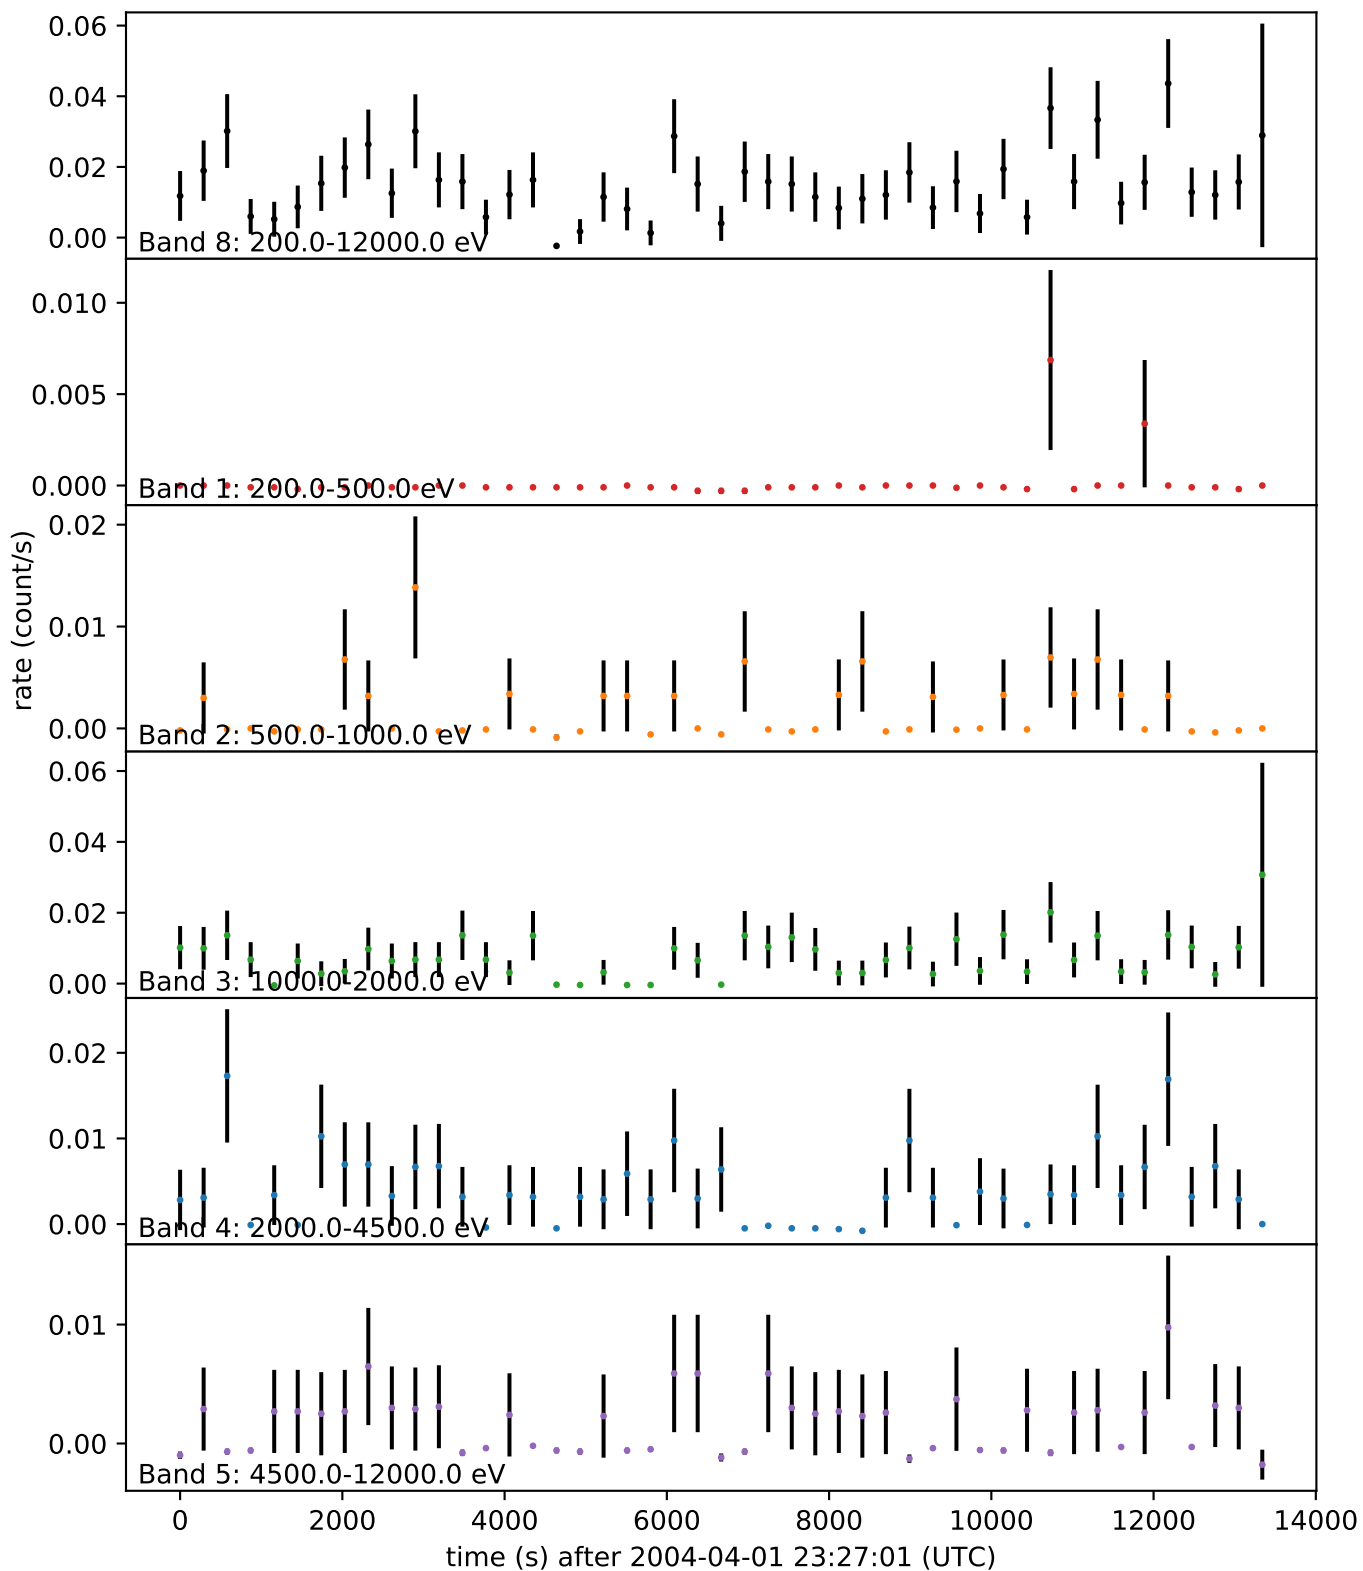 0.06
0.04
0.02
0.00
Band 8: 200.0-12000.0 eV
0.010
0.005
0.000
Band 1: 200.0-500.0 eV
0.02
0.01
0.00
Band 2: 500.0-1000.0 eV
rate (count/s)
0.06
0.04
0.02
0.00
Band 3: 1000.0-2000.0 eV
0.02
0.01
0.00
Band 4: 2000.0-4500.0 eV
0.01
0.00
Band 5: 4500.0-12000.0 eV
0 2000 4000 6000 8000 10000 12000 14000
time (s) after 2004-04-01 23:27:01 (UTC)